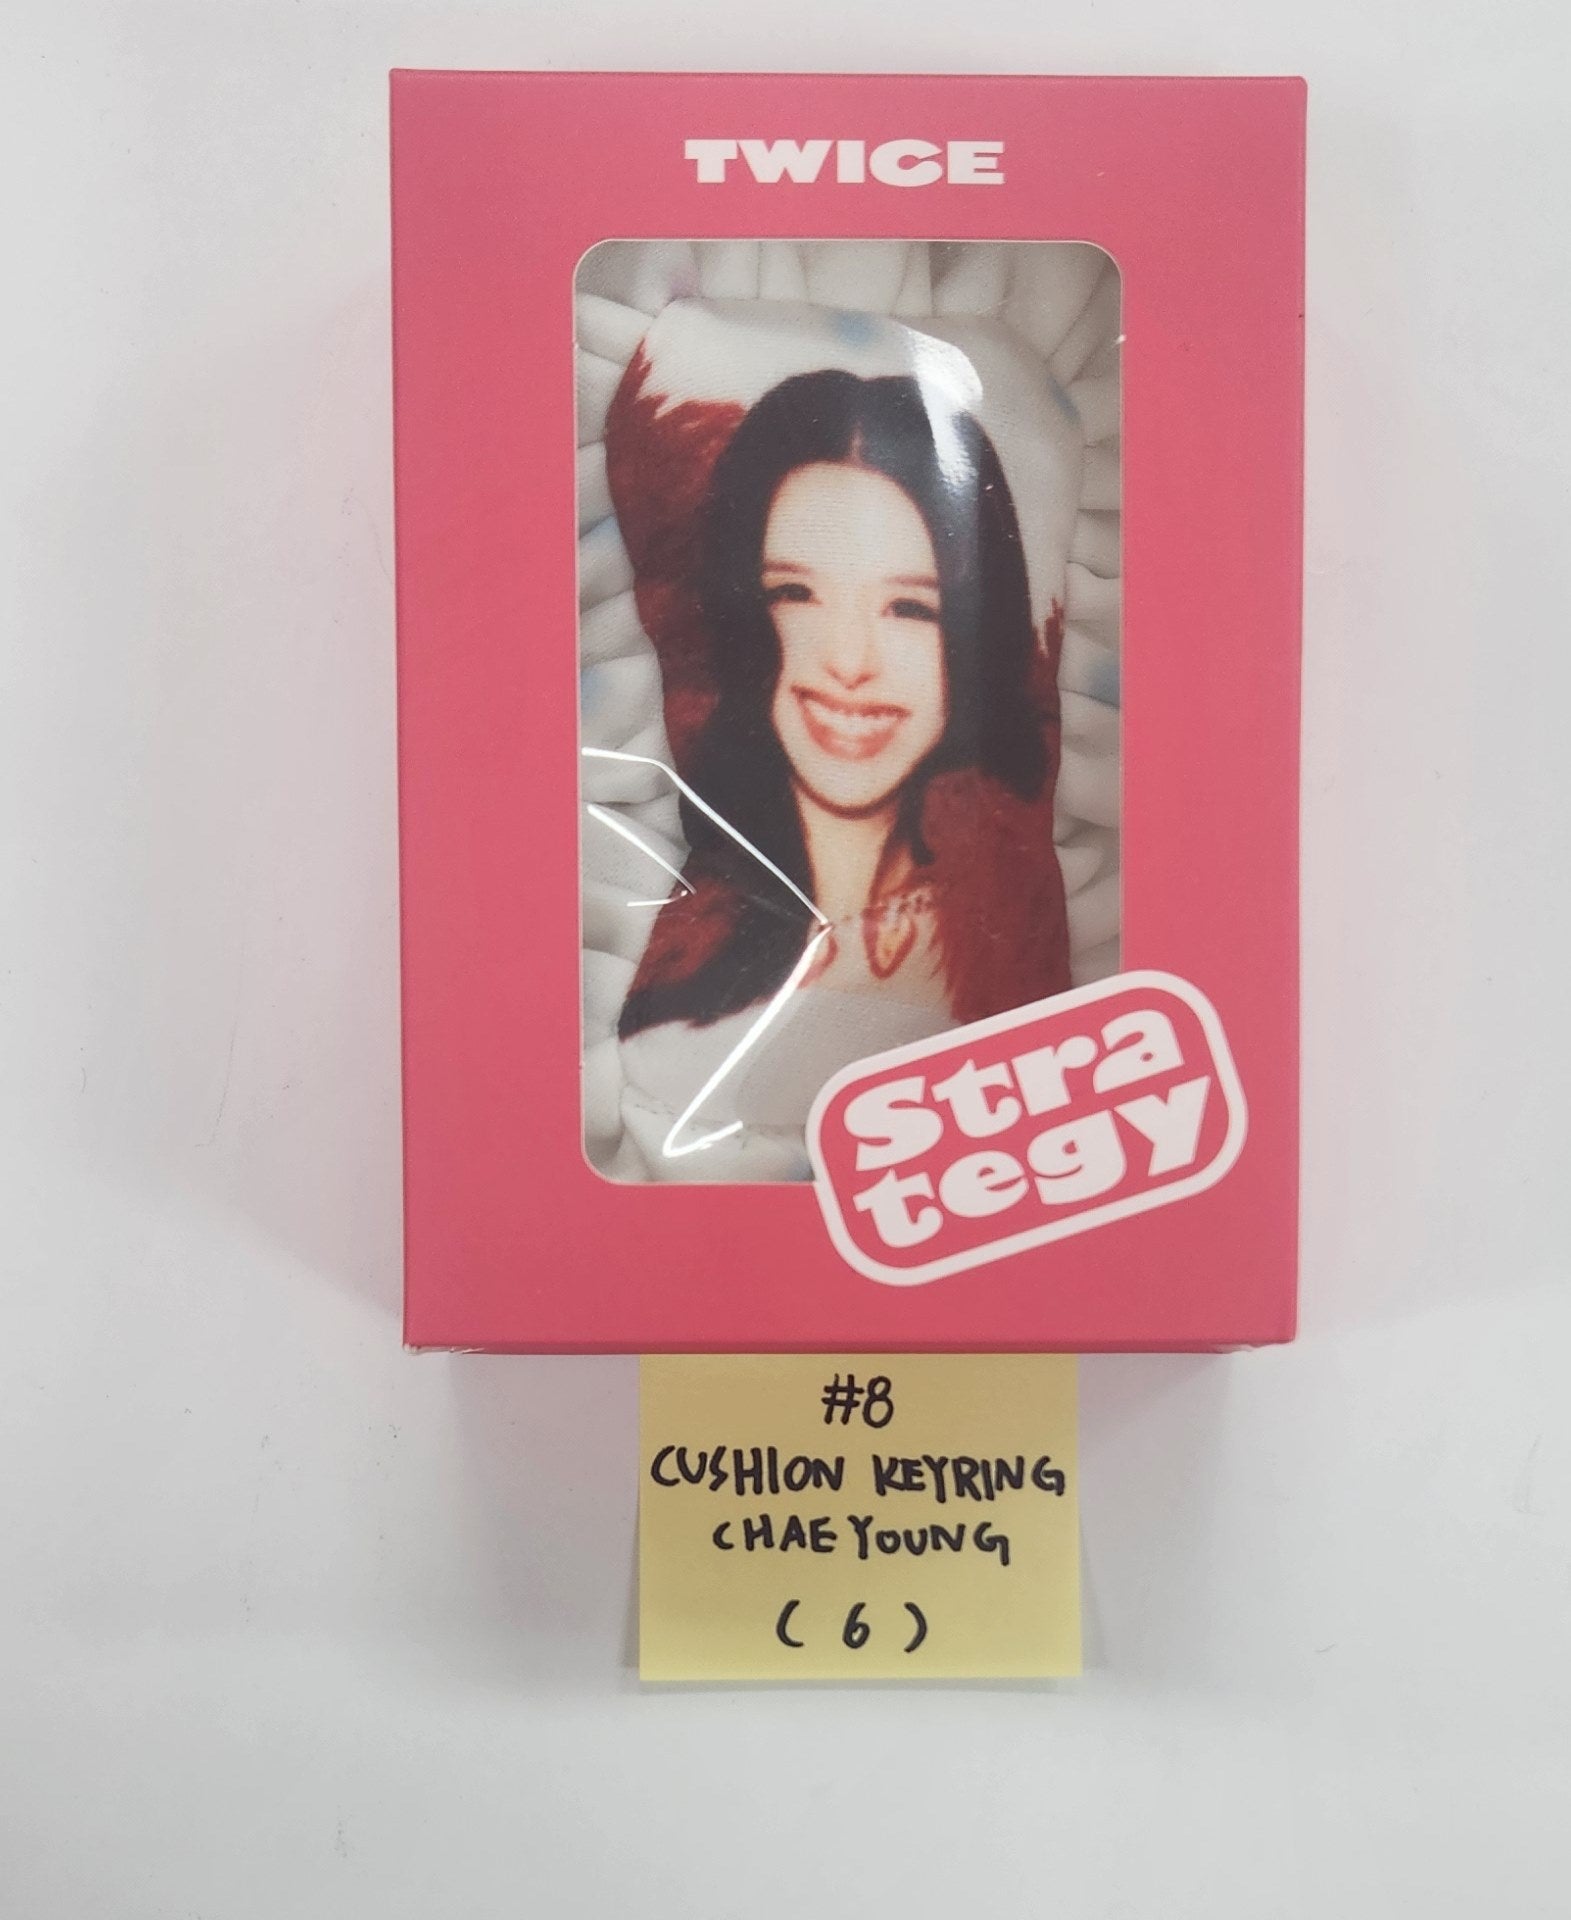 TWICE
Stra
tegy
#8
CUSHION KEYRING
CHAEYOUNG
( 6 )